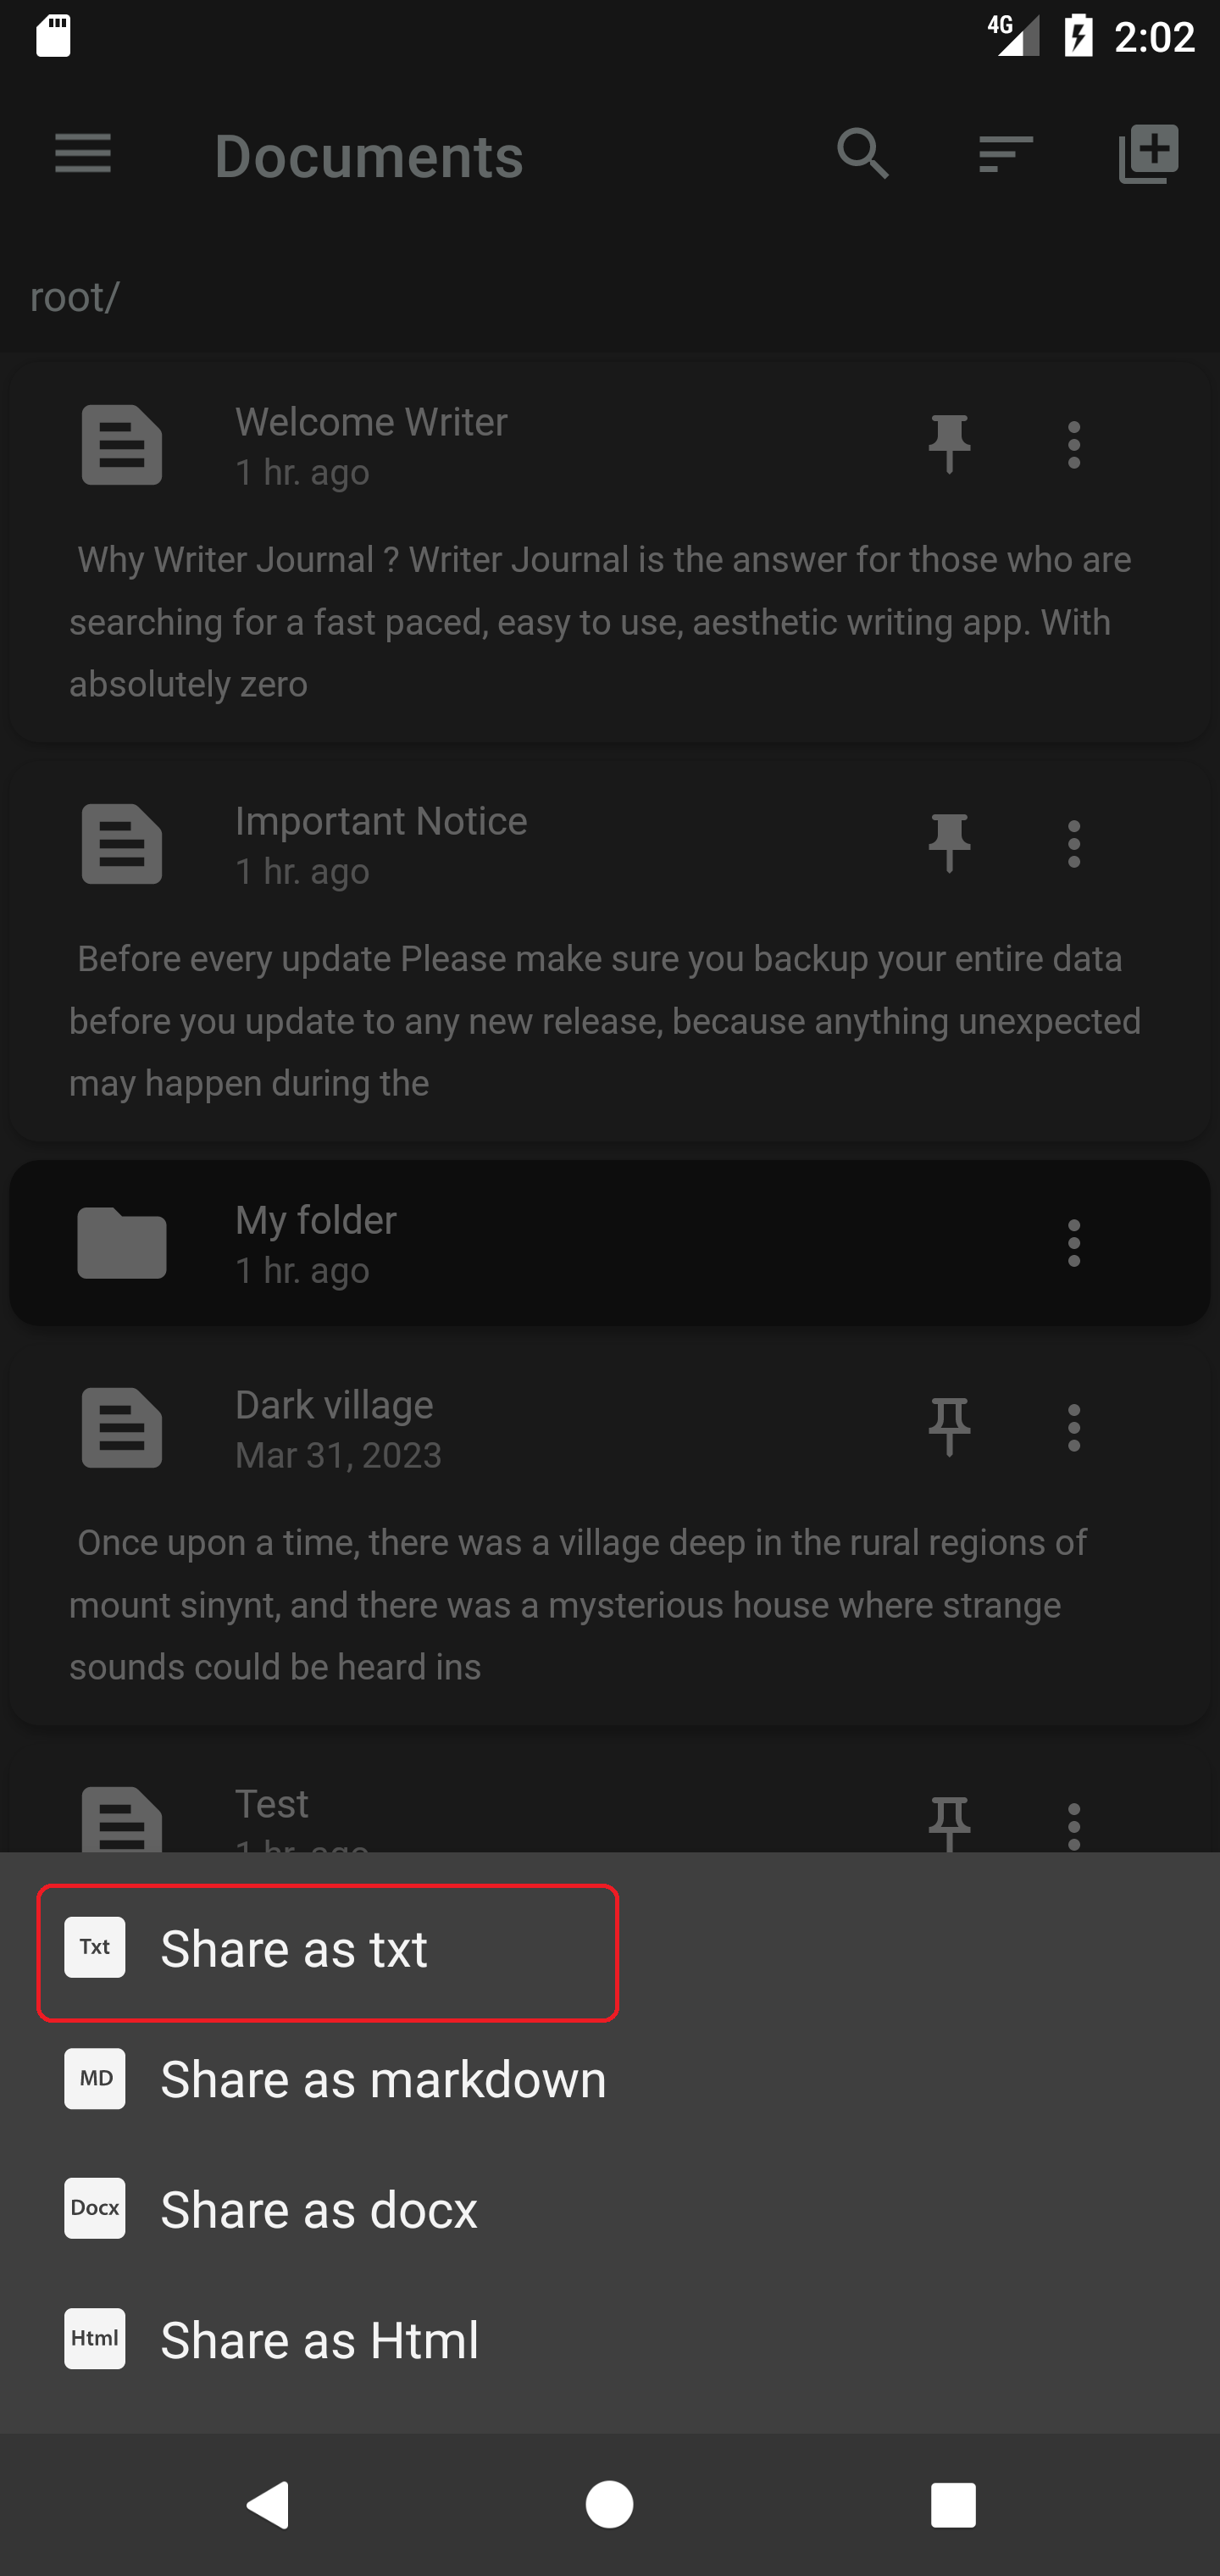 4G 2:02
Documents
root/
Welcome Writer
1 hr. ago
Why Writer Journal ? Writer Journal is the answer for those who are
searching for a fast paced, easy to use, aesthetic writing app. With
absolutely zero
Important Notice
1 hr. ago
Before every update Please make sure you backup your entire data
before you update to any new release, because anything unexpected
may happen during the
My folder
1 hr. ago
Dark village
Mar 31, 2023
Once upon a time, there was a village deep in the rural regions of
mount sinynt, and there was a mysterious house where strange
sounds could be heard ins
Test
1 hr. ago
Txt Share as txt
MD Share as markdown
Docx Share as docx
Html Share as Html